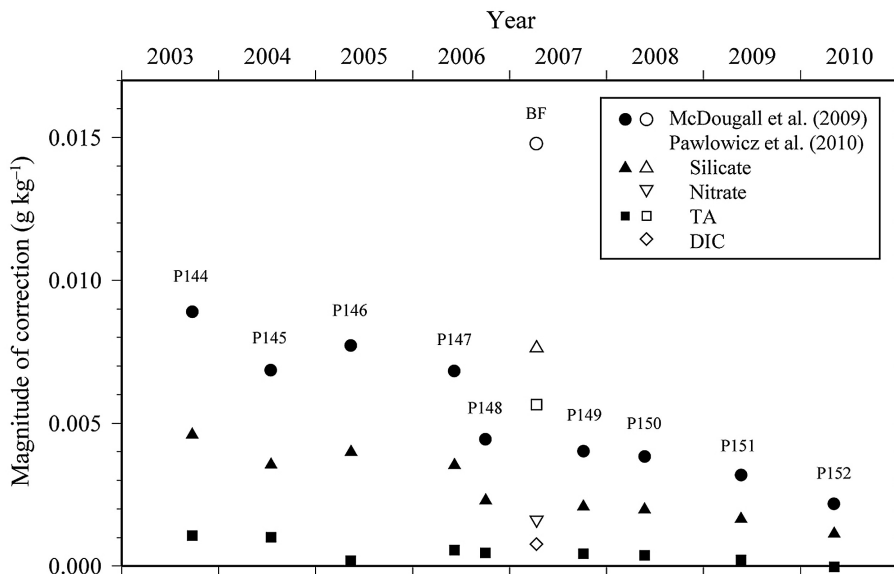 Year
2003 2004 2005 2006 2007 2008 2009 2010
Magnitude of correction (g kg⁻¹)
0.015
0.010
0.005
0.000
BF
McDougall et al. (2009)
Pawlowicz et al. (2010)
Silicate
Nitrate
TA
DIC
P144
P145
P146
P147
P148
P149
P150
P151
P152